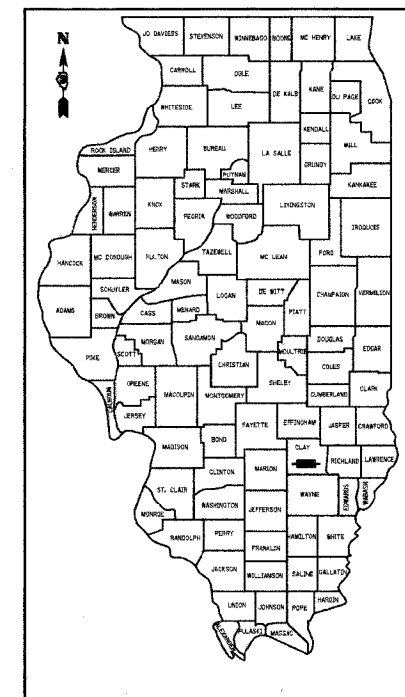 N
JO DAVIESS STEVENSON WINNEBAGO BOONE MC HENRY LAKE
CARROLL OGLE
DE KALB KANE COOK
WHITESIDE LEE DU PAGE
KENDALL
ROCK ISLAND HENRY BUREAU LA SALLE GRUNDY WILL
MERCER PUTNAM
STARK MARSHALL KANKAKEE
HENDERSON WARREN KNOX PEORIA WOODFORD LIVINGSTON
IROQUOIS
HANCOCK MC DONOUGH FULTON TAZEWELL MC LEAN FORD
MASON
SCHUYLER LOGAN DE WITT CHAMPAIGN VERMILION
ADAMS BROWN CASS MENARD MACON PIATT
MORGAN SANGAMON DOUGLAS EDGAR
PIKE SCOTT CHRISTIAN MOULTRIE COLES
SHELBY
GREENE MACOUPIN MONTGOMERY CUMBERLAND CLARK
CALHOUN JERSEY
FAYETTE EFFINGHAM JASPER CRAWFORD
MADISON BOND CLAY
CLINTON MARION RICHLAND LAWRENCE
ST. CLAIR WAYNE EDWARDS WABASH
MONROE WASHINGTON JEFFERSON
RANDOLPH PERRY HAMILTON WHITE
FRANKLIN
JACKSON WILLIAMSON SALINE GALLATIN
UNION JOHNSON POPE HARDIN
ALEXANDER PULASKI MASSAC